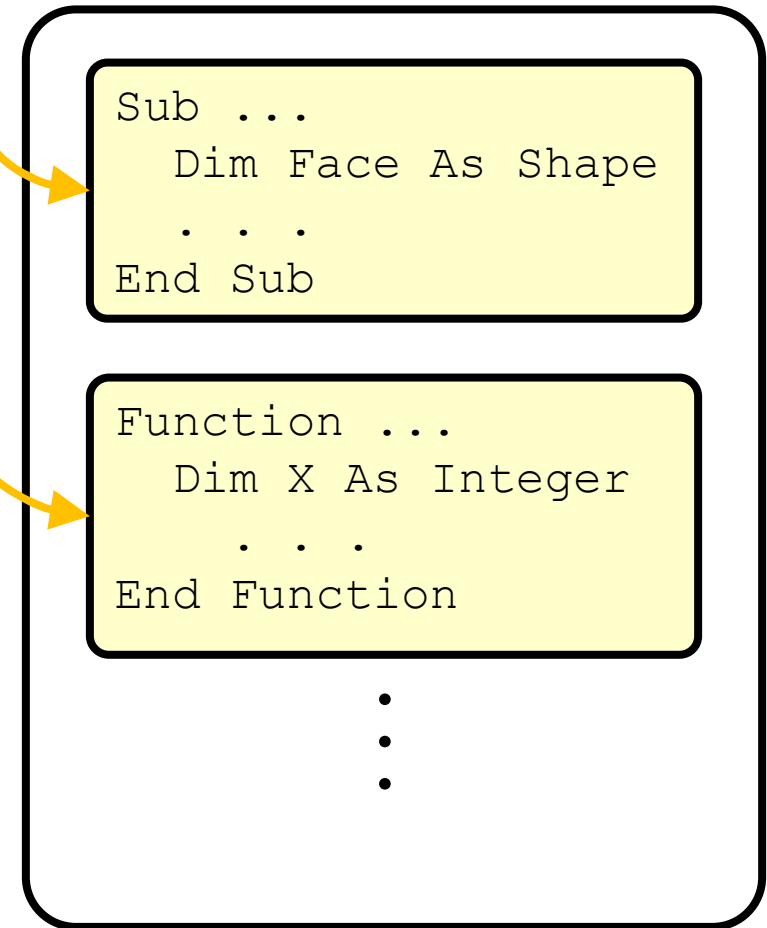 Sub ...
Dim Face As Shape
. . .
End Sub
Function ...
Dim X As Integer
. . .
End Function
.
.
.